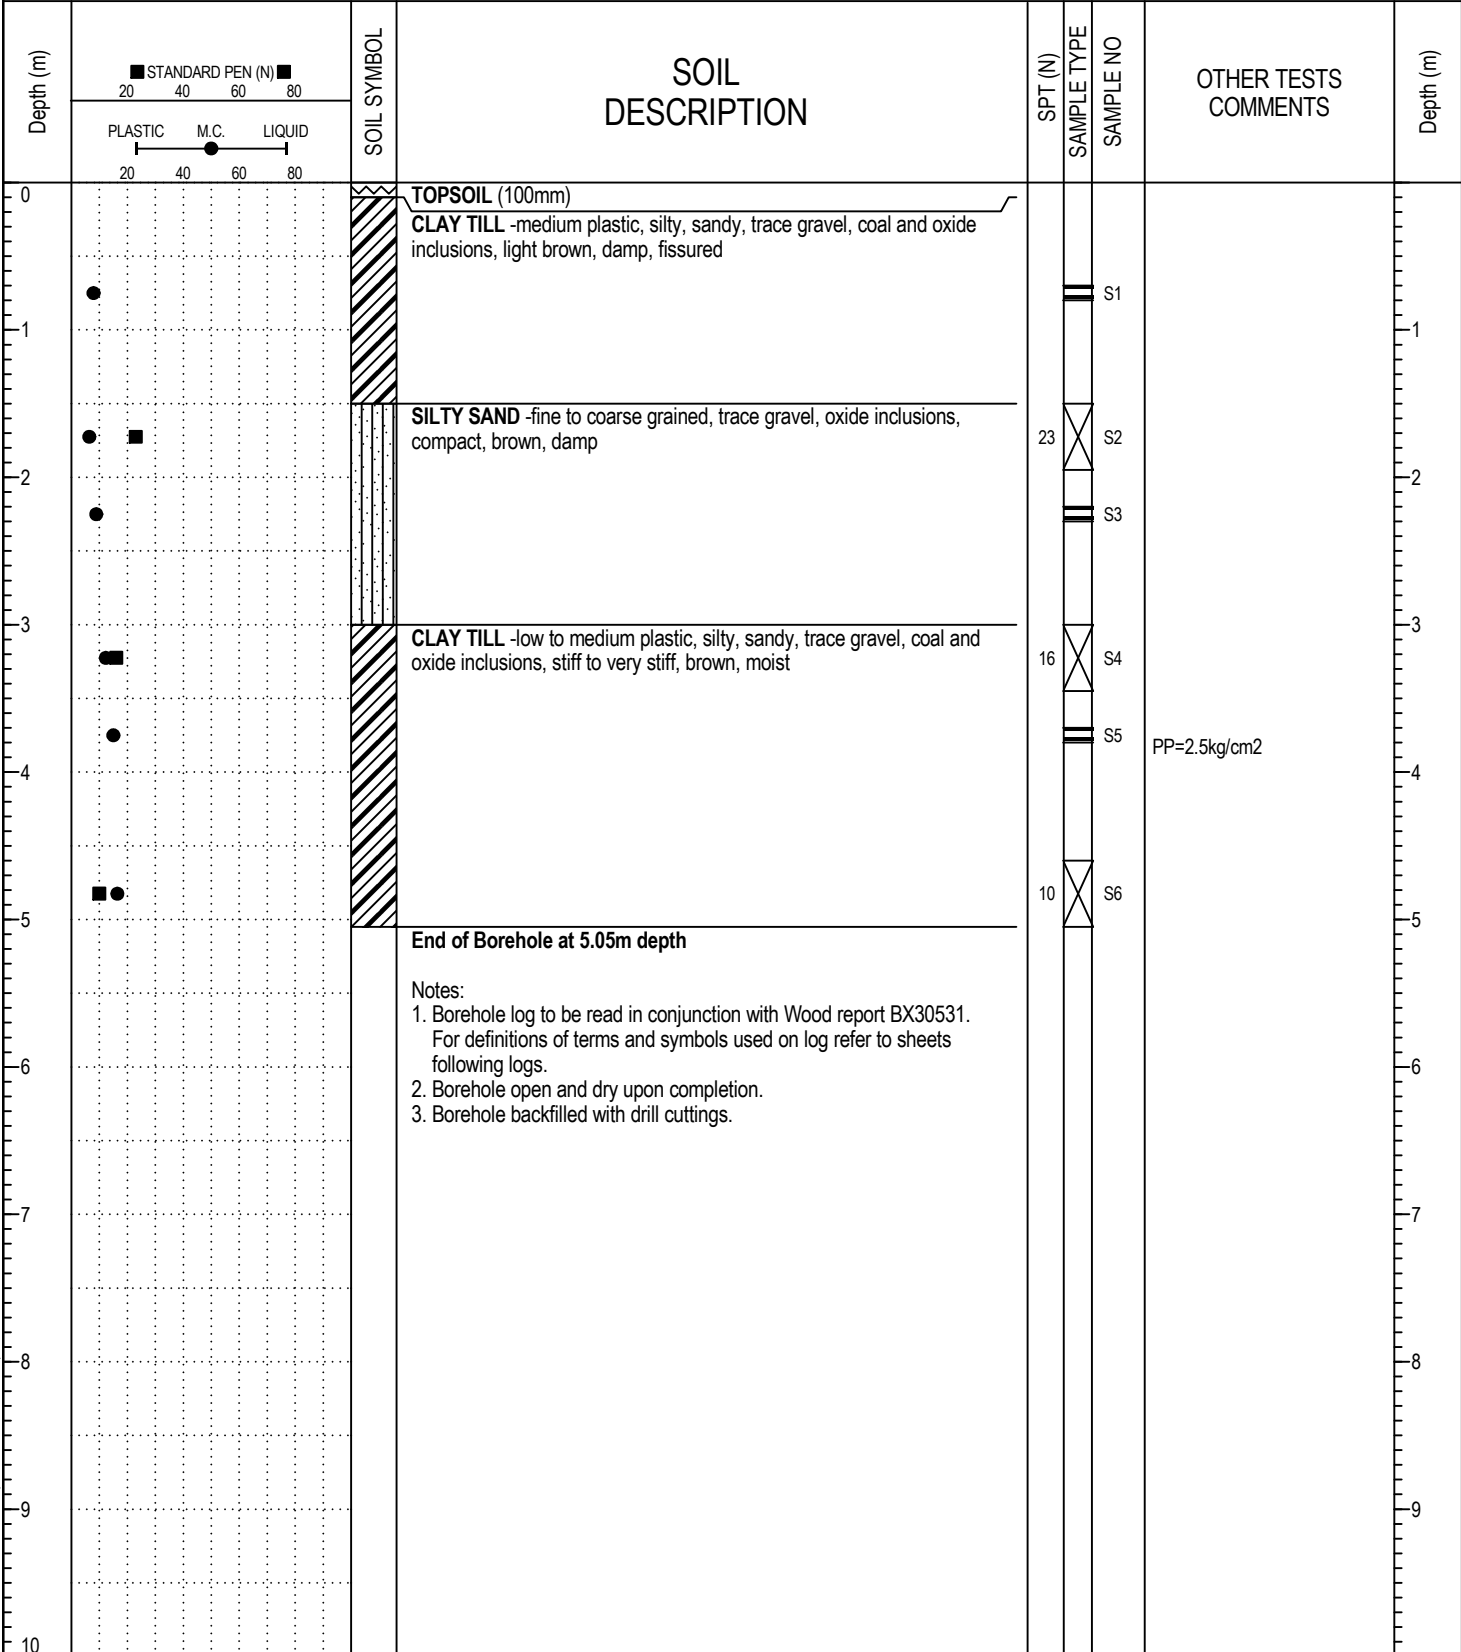 Depth (m)
■ STANDARD PEN (N) ■
20 40 60 80
PLASTIC M.C. LIQUID
20 40 60 80
SOIL SYMBOL
SOIL
DESCRIPTION
SPT (N)
SAMPLE TYPE
SAMPLE NO
OTHER TESTS
COMMENTS
Depth (m)
0
TOPSOIL (100mm)
CLAY TILL -medium plastic, silty, sandy, trace gravel, coal and oxide
inclusions, light brown, damp, fissured
S1
1 1
SILTY SAND -fine to coarse grained, trace gravel, oxide inclusions,
compact, brown, damp
23 S2
2 2
S3
3 3
CLAY TILL -low to medium plastic, silty, sandy, trace gravel, coal and
oxide inclusions, stiff to very stiff, brown, moist
16 S4
S5
PP=2.5kg/cm2
4 4
10 S6
5 5
End of Borehole at 5.05m depth
Notes:
1. Borehole log to be read in conjunction with Wood report BX30531.
For definitions of terms and symbols used on log refer to sheets
following logs.
6 6
2. Borehole open and dry upon completion.
3. Borehole backfilled with drill cuttings.
7 7
8 8
9 9
10